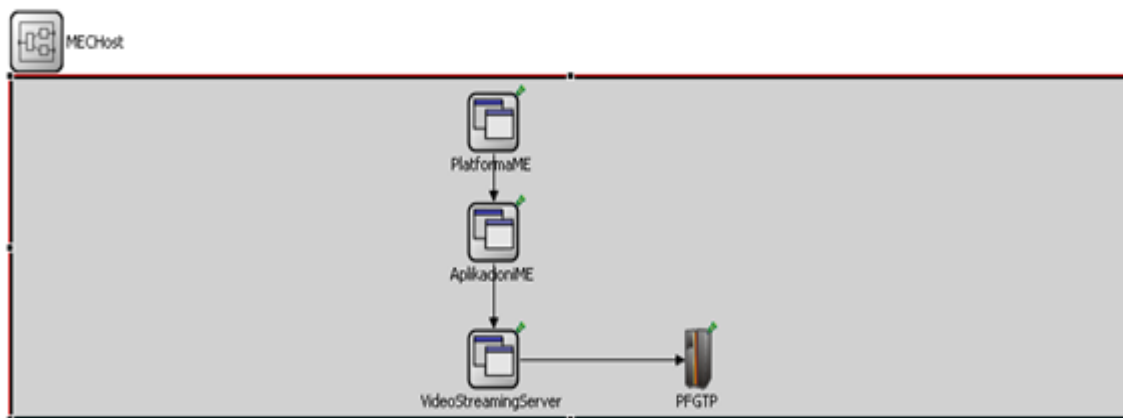 MECHost
PlatformaME
AplikacioniME
VideoStreamingServer
PFGTP